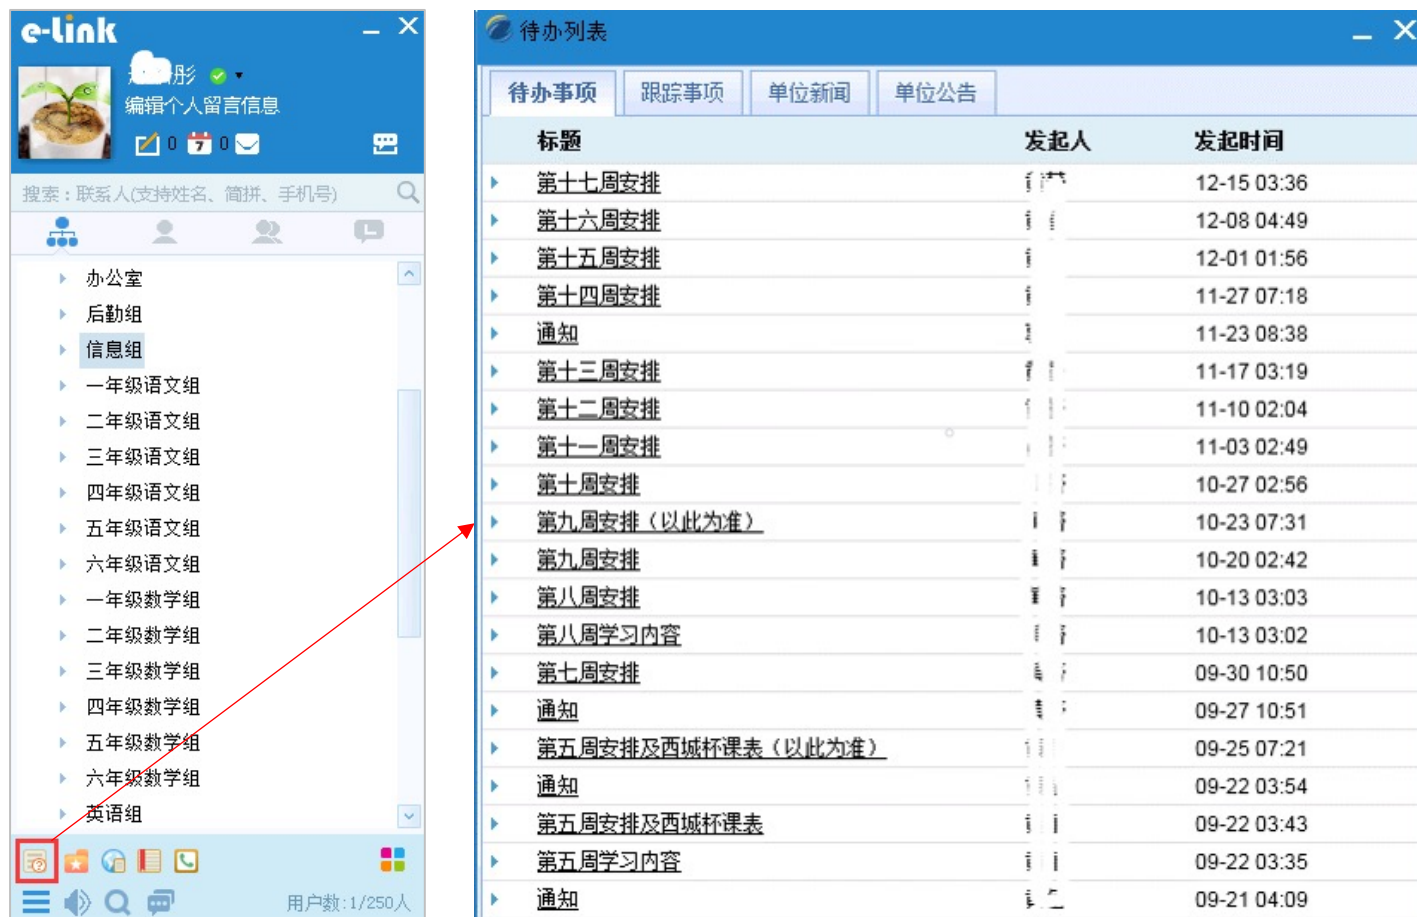 e-Link
彤
编辑个人留言信息
0 7 0
搜索：联系人(支持姓名、简拼、手机号)
办公室
后勤组
信息组
一年级语文组
二年级语文组
三年级语文组
四年级语文组
五年级语文组
六年级语文组
一年级数学组
二年级数学组
三年级数学组
四年级数学组
五年级数学组
六年级数学组
英语组
用户数:1/250人
待办列表
待办事项 跟踪事项 单位新闻 单位公告
标题 发起人 发起时间
第十七周安排 12-15 03:36
第十六周安排 12-08 04:49
第十五周安排 12-01 01:56
第十四周安排 11-27 07:18
通知 11-23 08:38
第十三周安排 11-17 03:19
第十二周安排 11-10 02:04
第十一周安排 11-03 02:49
第十周安排 10-27 02:56
第九周安排（以此为准） 10-23 07:31
第九周安排 10-20 02:42
第八周安排 10-13 03:03
第八周学习内容 10-13 03:02
第七周安排 09-30 10:50
通知 09-27 10:51
第五周安排及西城杯课表（以此为准） 09-25 07:21
通知 09-22 03:54
第五周安排及西城杯课表 09-22 03:43
第五周学习内容 09-22 03:35
通知 09-21 04:09